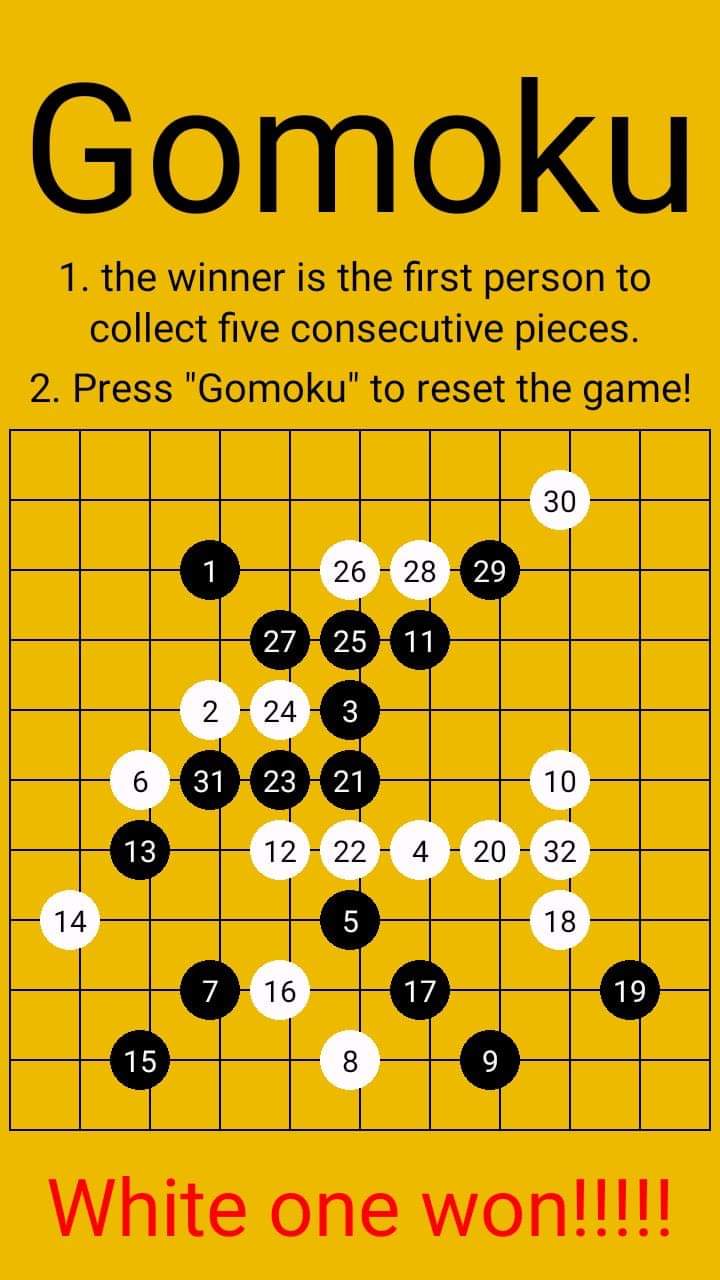 Gomoku
1. the winner is the first person to
collect five consecutive pieces.
2. Press "Gomoku" to reset the game!
30
1 26 28 29
27 25 11
2 24 3
6 31 23 21 10
13 12 22 4 20 32
14 5 18
7 16 17 19
15 8 9
White one won!!!!!